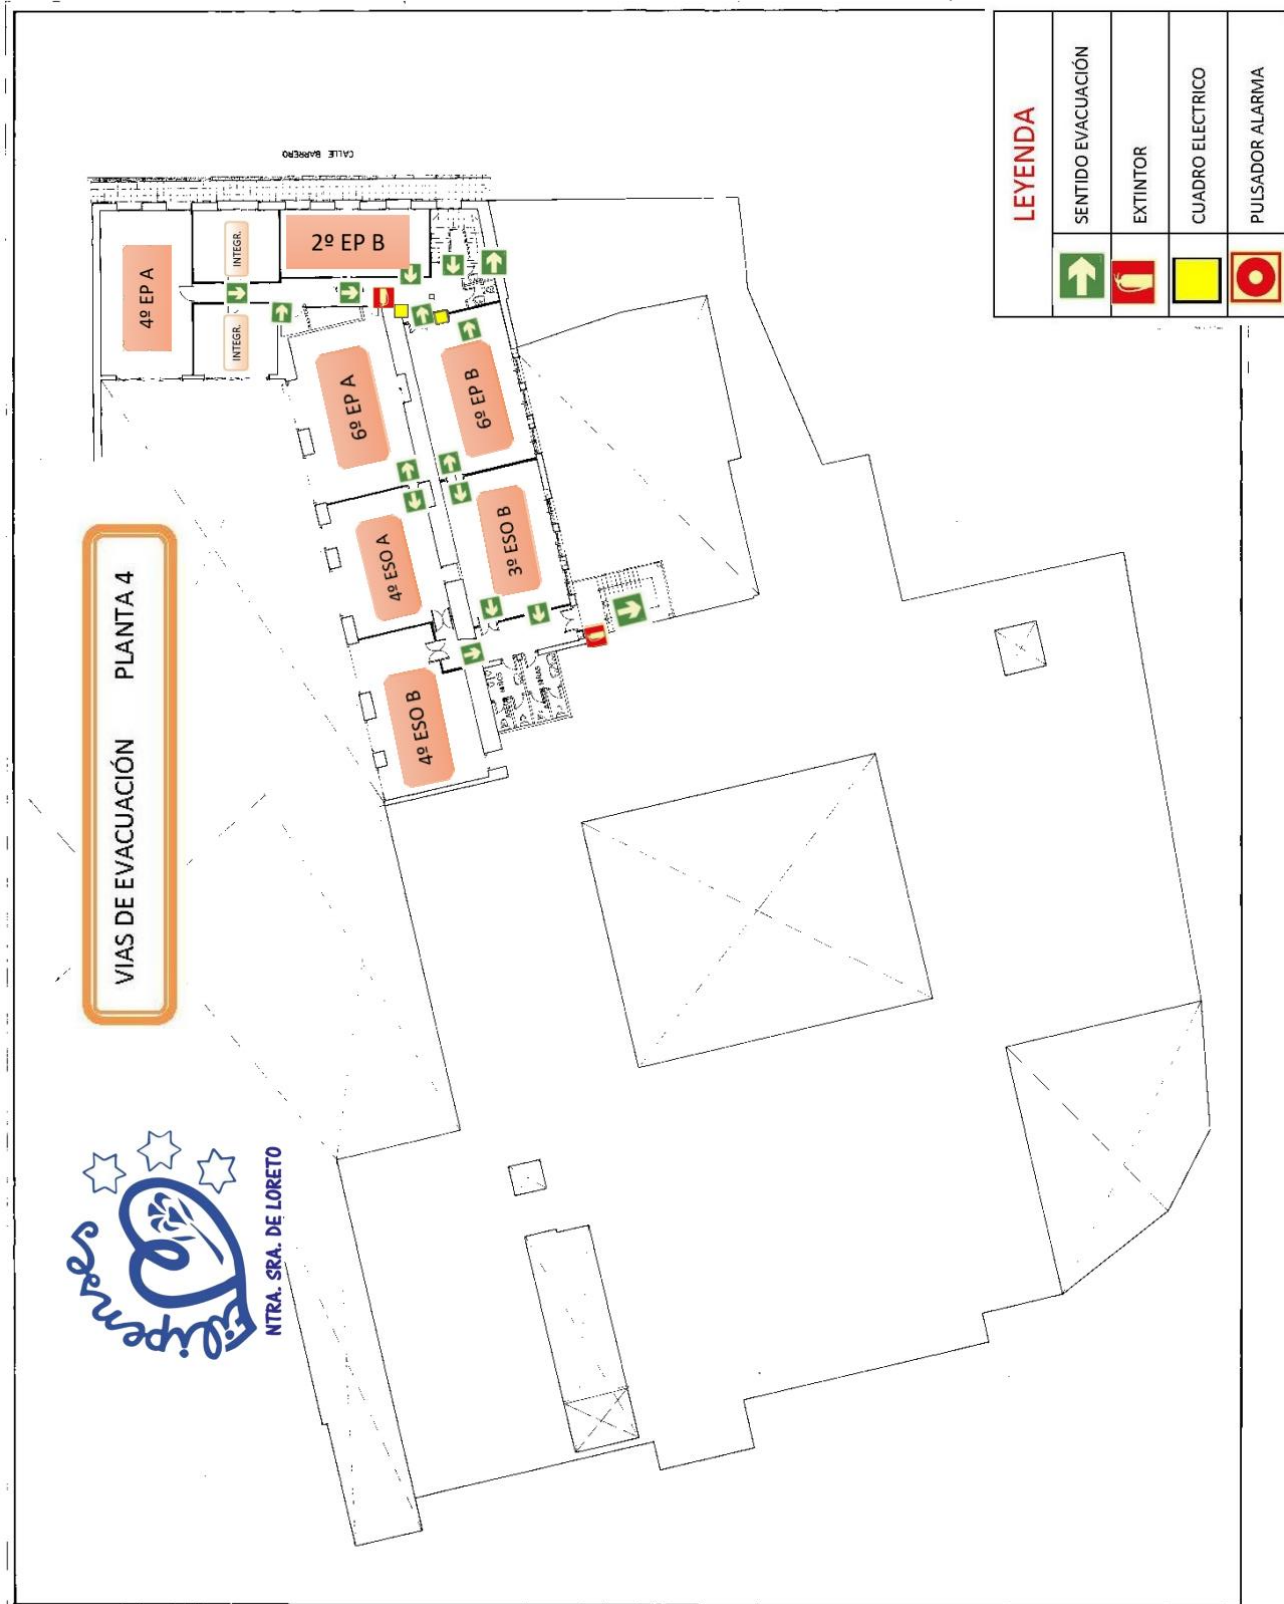 VIAS DE EVACUACIÓN PLANTA 4
Filipenses
NTRA. SRA. DE LORETO
CALLE BARRERO
4º EP A
INTEGR.
INTEGR.
2º EP B
6º EP A
6º EP B
4º ESO A
3º ESO B
4º ESO B
LEYENDA
SENTIDO EVACUACIÓN
EXTINTOR
CUADRO ELECTRICO
PULSADOR ALARMA